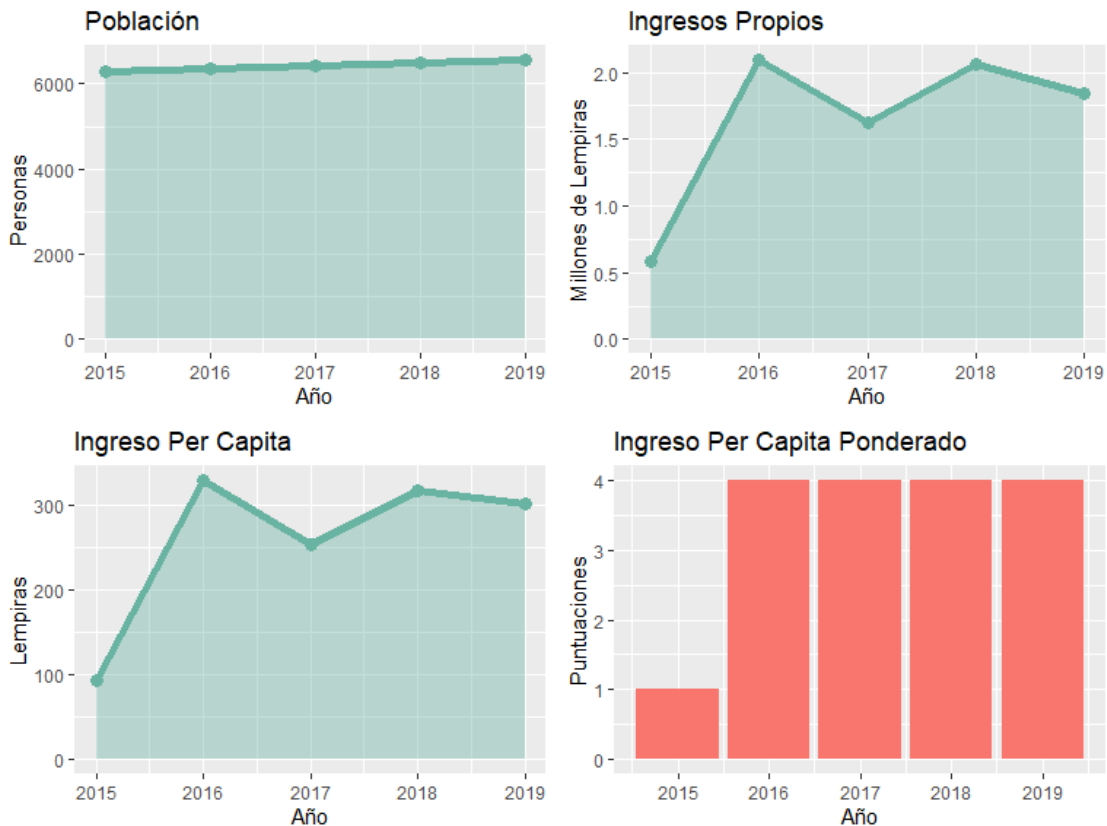 Población
Personas
6000
4000
2000
0
2015 2016 2017 2018 2019
Año
Ingresos Propios
Millones de Lempiras
2.0
1.5
1.0
0.5
0.0
2015 2016 2017 2018 2019
Año
Ingreso Per Capita
Lempiras
300
200
100
0
2015 2016 2017 2018 2019
Año
Ingreso Per Capita Ponderado
Puntuaciones
4
3
2
1
0
2015 2016 2017 2018 2019
Año